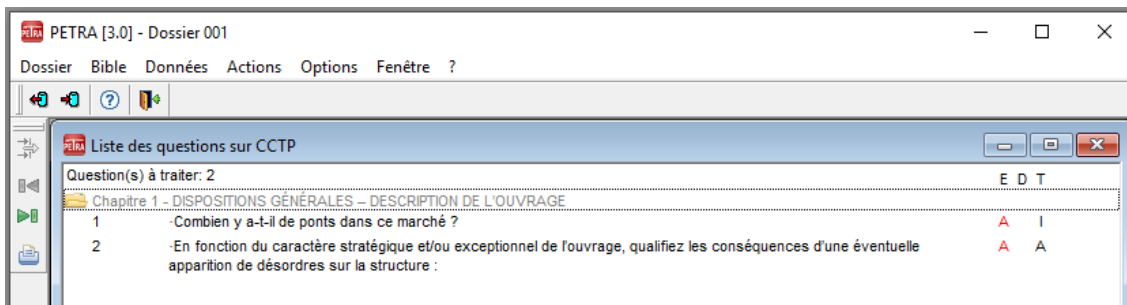 PETRA PETRA [3.0] - Dossier 001
Dossier Bible Données Actions Options Fenêtre ?
PETRA Liste des questions sur CCTP
Question(s) à traiter: 2 E D T
Chapitre 1 - DISPOSITIONS GÉNÉRALES – DESCRIPTION DE L'OUVRAGE
1 -Combien y a-t-il de ponts dans ce marché ? A I
2 -En fonction du caractère stratégique et/ou exceptionnel de l'ouvrage, qualifiez les conséquences d'une éventuelle A A
apparition de désordres sur la structure :